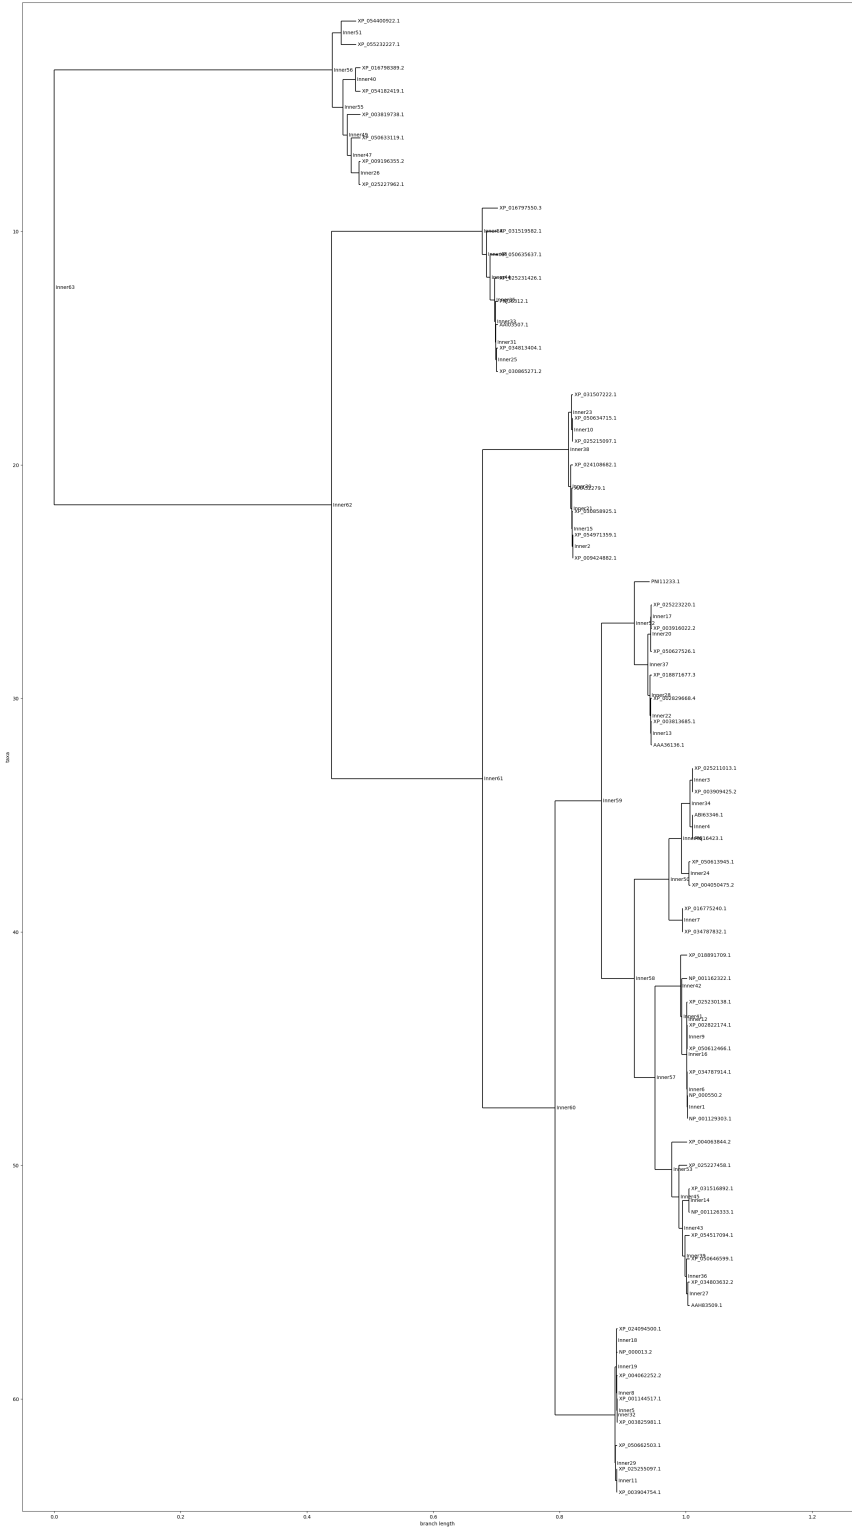 XP_054400922.1
Inner51
XP_055232227.1
XP_016798389.2
Inner56
Inner40
XP_054182419.1
Inner55
XP_003819738.1
XP_050633119.1
Inner47
XP_009196355.2
Inner26
XP_025227962.1
XP_016797550.3
10
XP_031519582.1
XP_050635637.1
XP_025231426.1
Inner63
Inner33
Inner31
XP_034813404.1
Inner25
XP_030865271.2
XP_031507222.1
Inner23
XP_050634715.1
Inner10
XP_025215097.1
Inner38
20
XP_024108682.1
Inner62
XP_030858925.1
Inner15
XP_054971359.1
Inner2
XP_009424882.1
PNI11233.1
XP_025223220.1
Inner17
XP_003916022.2
Inner20
XP_050627526.1
Inner37
XP_018871677.3
30
XP_002829668.4
Inner22
XP_003813685.1
Inner13
taxa
AAA36136.1
XP_025211013.1
Inner61
Inner3
XP_003909425.2
Inner59
Inner34
ABI63346.1
Inner4
XP_050613945.1
Inner24
XP_004050475.2
XP_016775240.1
Inner7
40
XP_034787832.1
XP_018891709.1
Inner58
NP_001162322.1
Inner42
XP_025230138.1
Inner12
XP_002822174.1
Inner9
XP_050612466.1
Inner16
XP_034787914.1
Inner57
Inner6
NP_000550.2
Inner60
Inner1
NP_001129303.1
XP_004063844.2
50
XP_025227458.1
XP_031516892.1
Inner14
NP_001126333.1
Inner43
XP_054517094.1
XP_050646599.1
Inner36
XP_034803632.2
Inner27
AAH83509.1
XP_024094500.1
Inner18
NP_000013.2
Inner19
XP_004062252.2
Inner8
60
XP_001144517.1
Inner5
Inner32
XP_003825981.1
XP_050662503.1
Inner29
XP_025255097.1
Inner11
XP_003904754.1
0.0 0.2 0.4 0.6 0.8 1.0 1.2
branch length